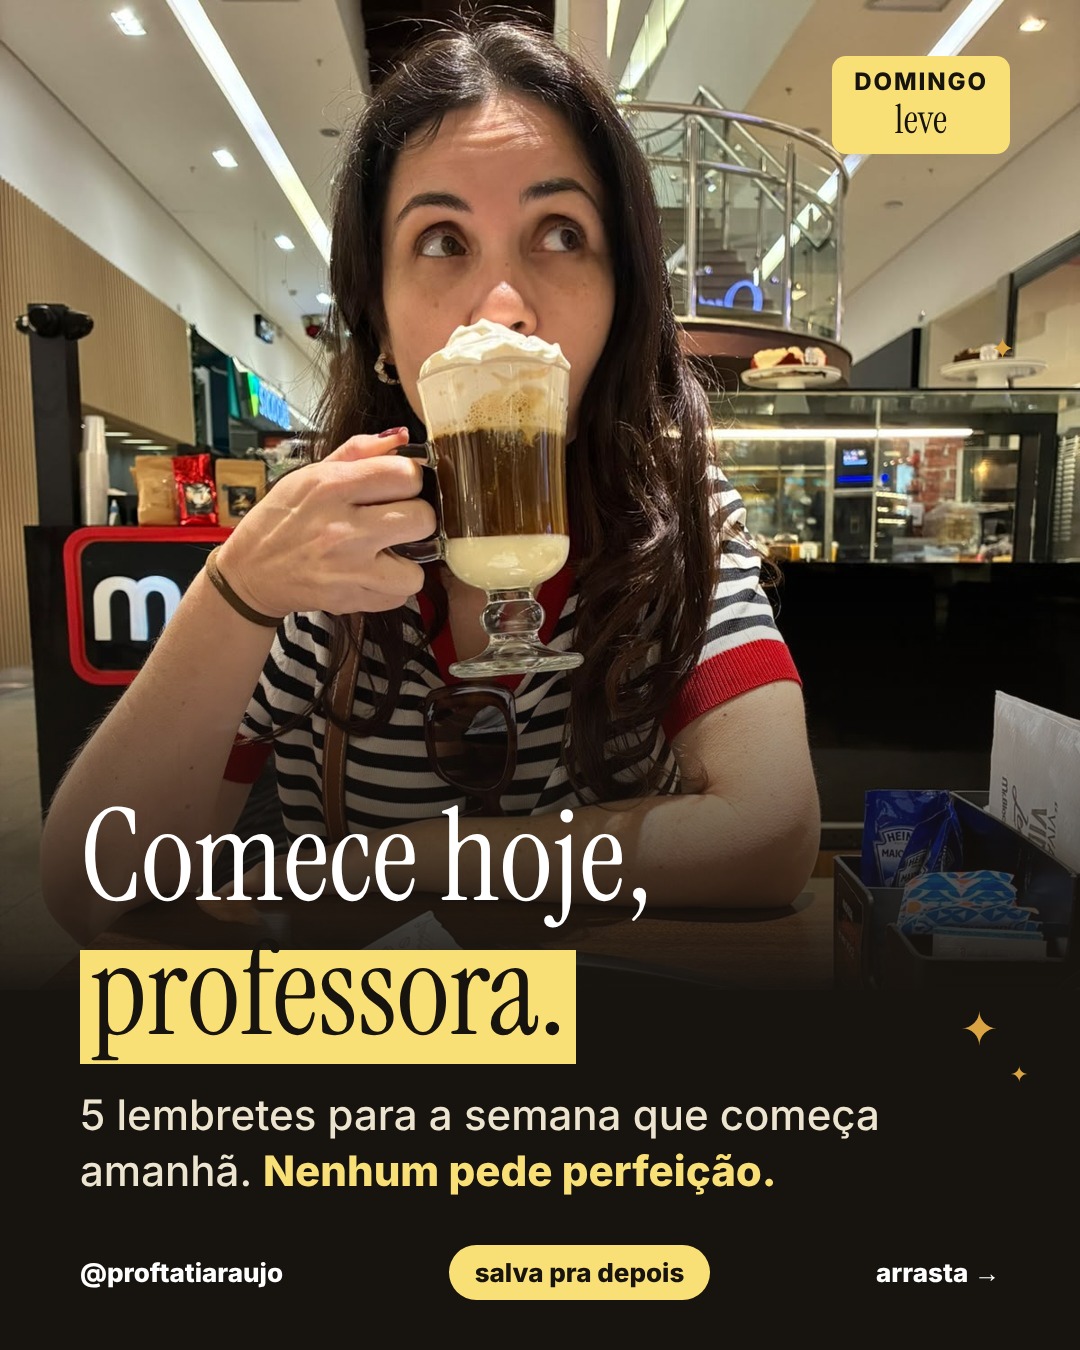 DOMINGO
leve
m
HEIN
Comece hoje,
professora.
5 lembretes para a semana que começa
amanhã. Nenhum pede perfeição.
@proftatiaraujo
salva pra depois
arrasta →